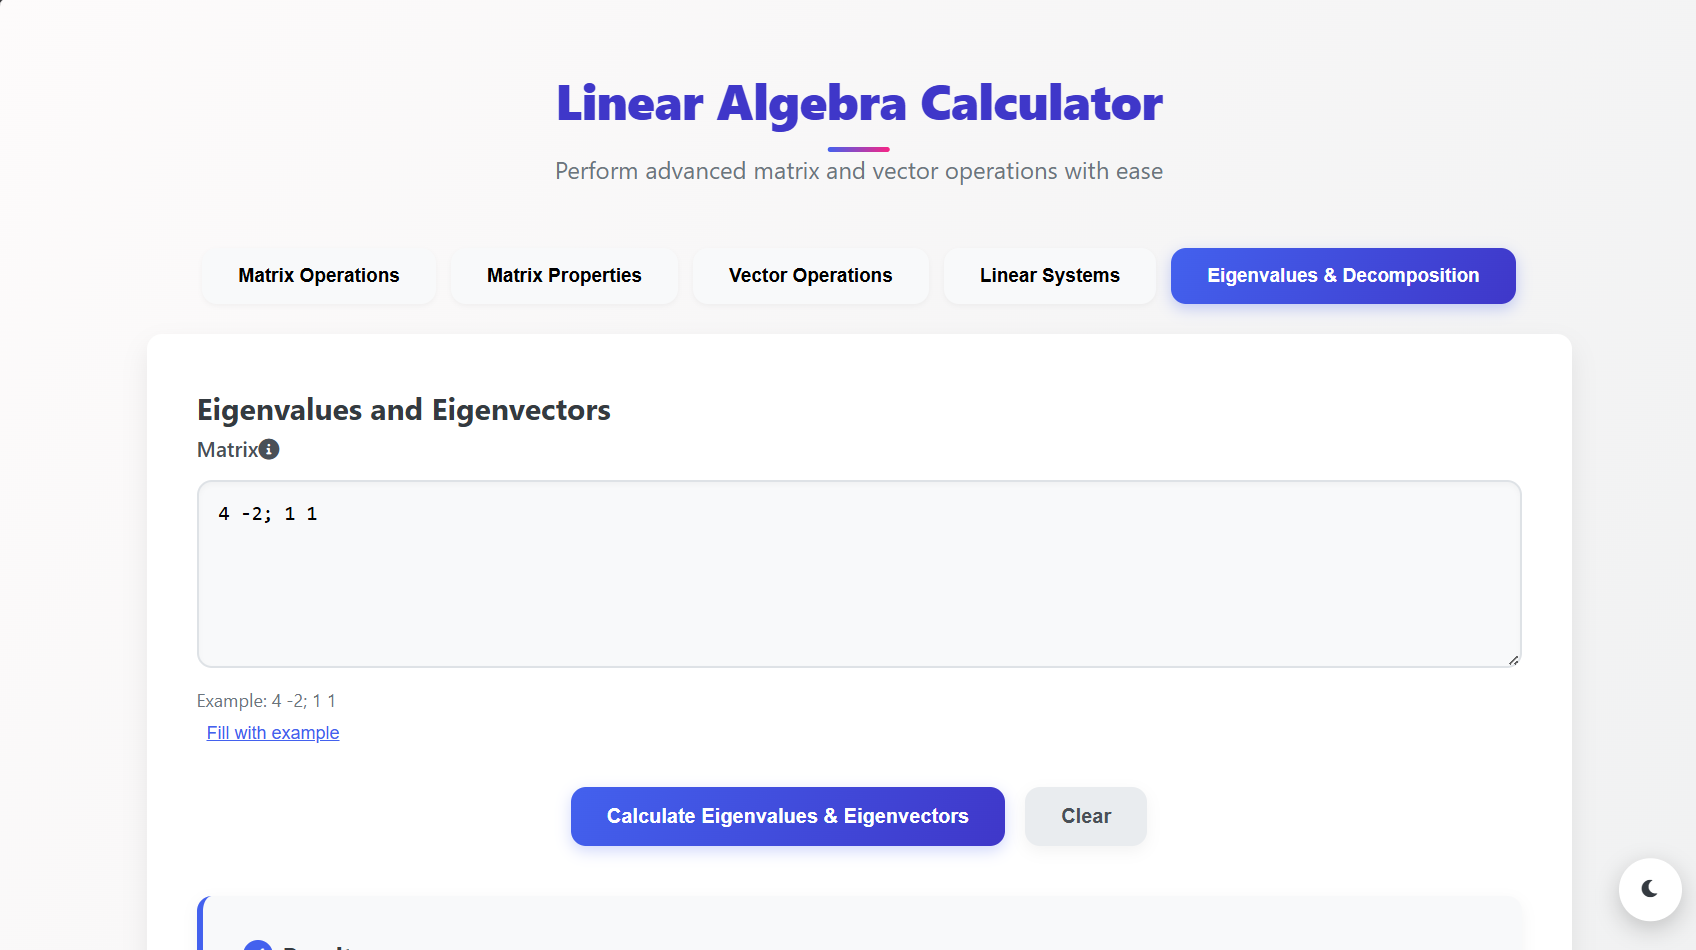 Linear Algebra Calculator
Perform advanced matrix and vector operations with ease
Matrix Operations
Matrix Properties
Vector Operations
Linear Systems
Eigenvalues & Decomposition
Eigenvalues and Eigenvectors
Matrix
4 -2; 1 1
Example: 4 -2; 1 1
Fill with example
Calculate Eigenvalues & Eigenvectors
Clear